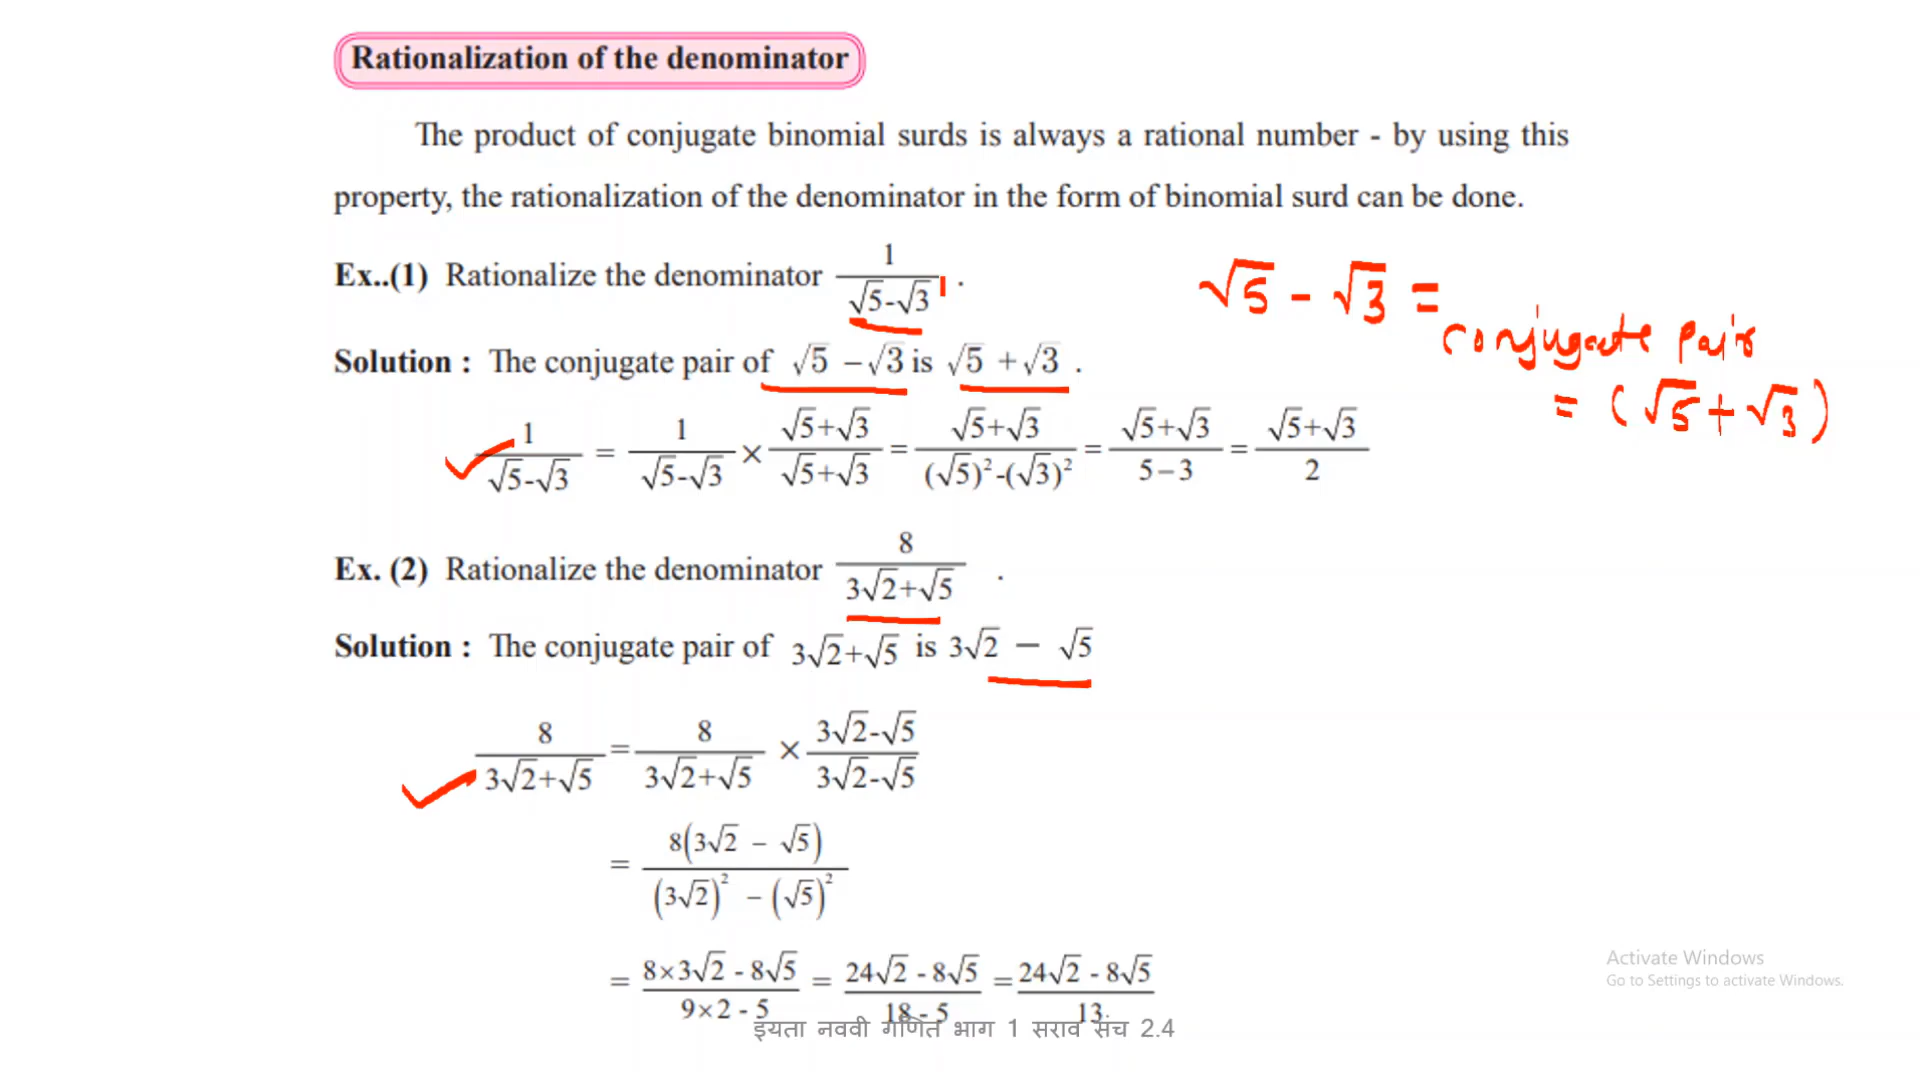 Rationalization of the denominator
The product of conjugate binomial surds is always a rational number - by using this
property, the rationalization of the denominator in the form of binomial surd can be done.
Ex..(1) Rationalize the denominator 1/(√5-√3) .
√5 - √3 =
conjugate pair
= (√5 + √3)
Solution : The conjugate pair of √5 – √3 is √5 + √3 .
1/(√5-√3) = 1/(√5-√3) × (√5+√3)/(√5+√3) = (√5+√3)/((√5)²-(√3)²) = (√5+√3)/(5–3) = (√5+√3)/2
Ex. (2) Rationalize the denominator 8/(3√2+√5) .
Solution : The conjugate pair of 3√2+√5 is 3√2 – √5
8/(3√2+√5) = 8/(3√2+√5) × (3√2-√5)/(3√2-√5)
= 8(3√2 – √5)/((3√2)² – (√5)²)
= (8×3√2 - 8√5)/(9×2 - 5) = (24√2 - 8√5)/(18 - 5) = (24√2 - 8√5)/13
इयता नववी गणित भाग 1 सराव संच 2.4
Activate Windows
Go to Settings to activate Windows.